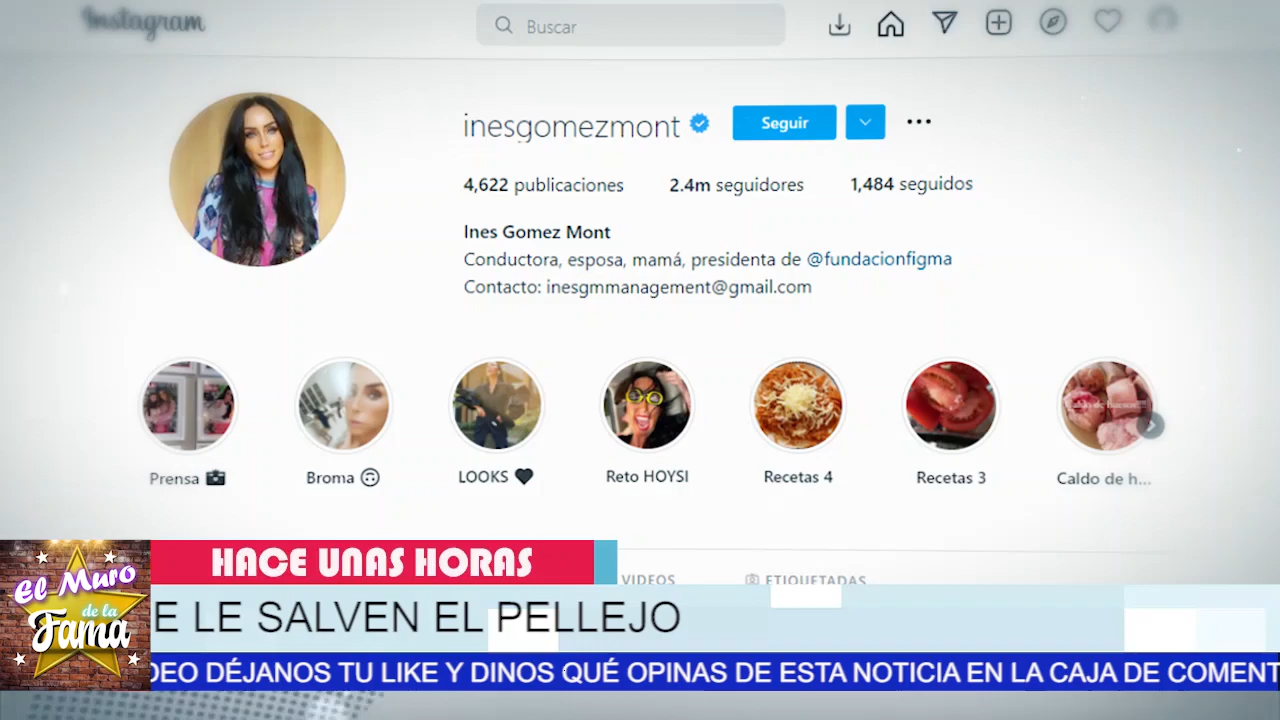 Instagram
Buscar
inesgomezmont
Seguir
4,622 publicaciones 2.4m seguidores 1,484 seguidos
Ines Gomez Mont
Conductora, esposa, mamá, presidenta de @fundacionfigma
Contacto: inesgmmanagement@gmail.com
Caldo de huesos!!!!
Prensa Broma LOOKS Reto HOYSI Recetas 4 Recetas 3 Caldo de h...
VIDEOS ETIQUETADAS
HACE UNAS HORAS
El Muro
de la
Fama
E LE SALVEN EL PELLEJO
DEO DÉJANOS TU LIKE Y DINOS QUÉ OPINAS DE ESTA NOTICIA EN LA CAJA DE COMENT